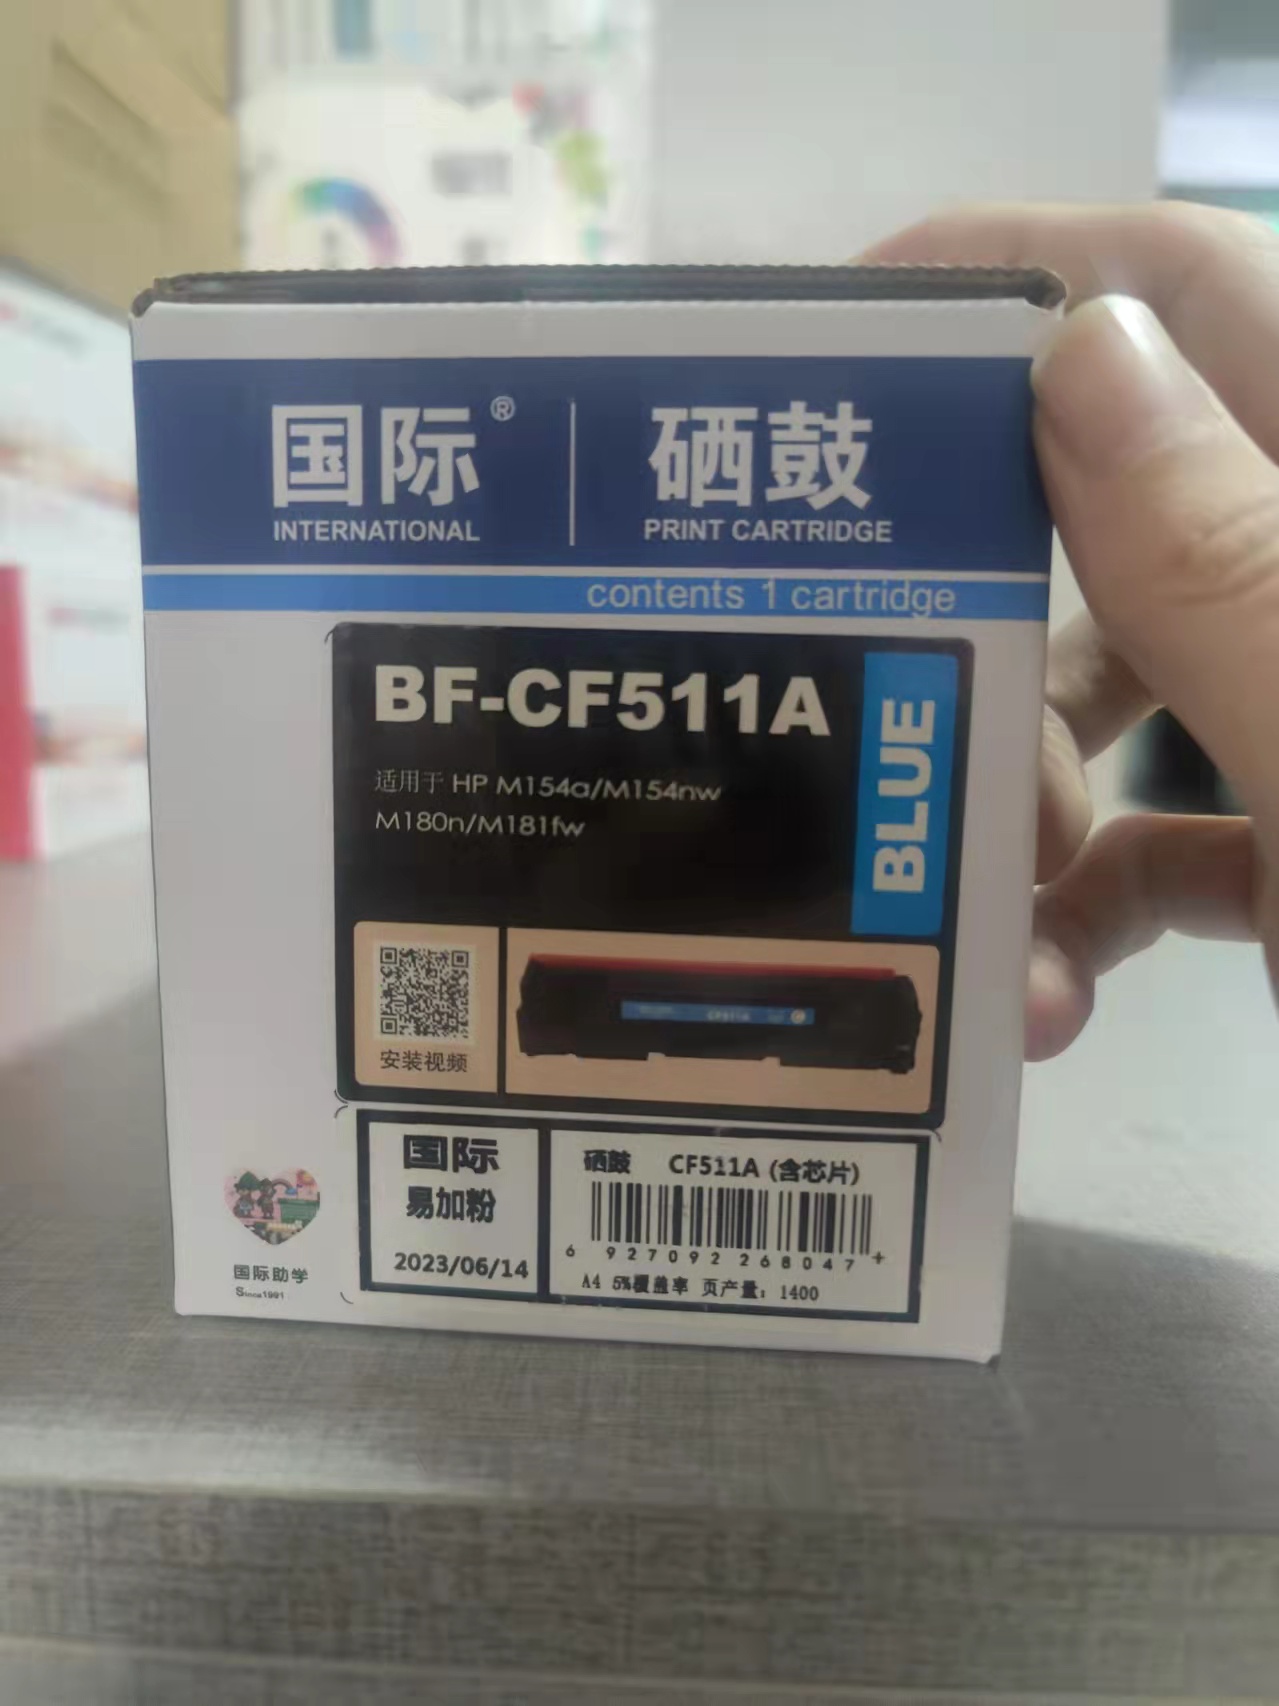 国际® 硒鼓
INTERNATIONAL PRINT CARTRIDGE
contents 1 cartridge
BF-CF511A
BLUE
适用于 HP M154a/M154nw
M180n/M181fw
CF511A
安装视频
国际
易加粉
2023/06/14
硒鼓 CF511A (含芯片)
6 927092 268047
A4 5%覆盖率 页产量: 1400
国际助学
Since1991